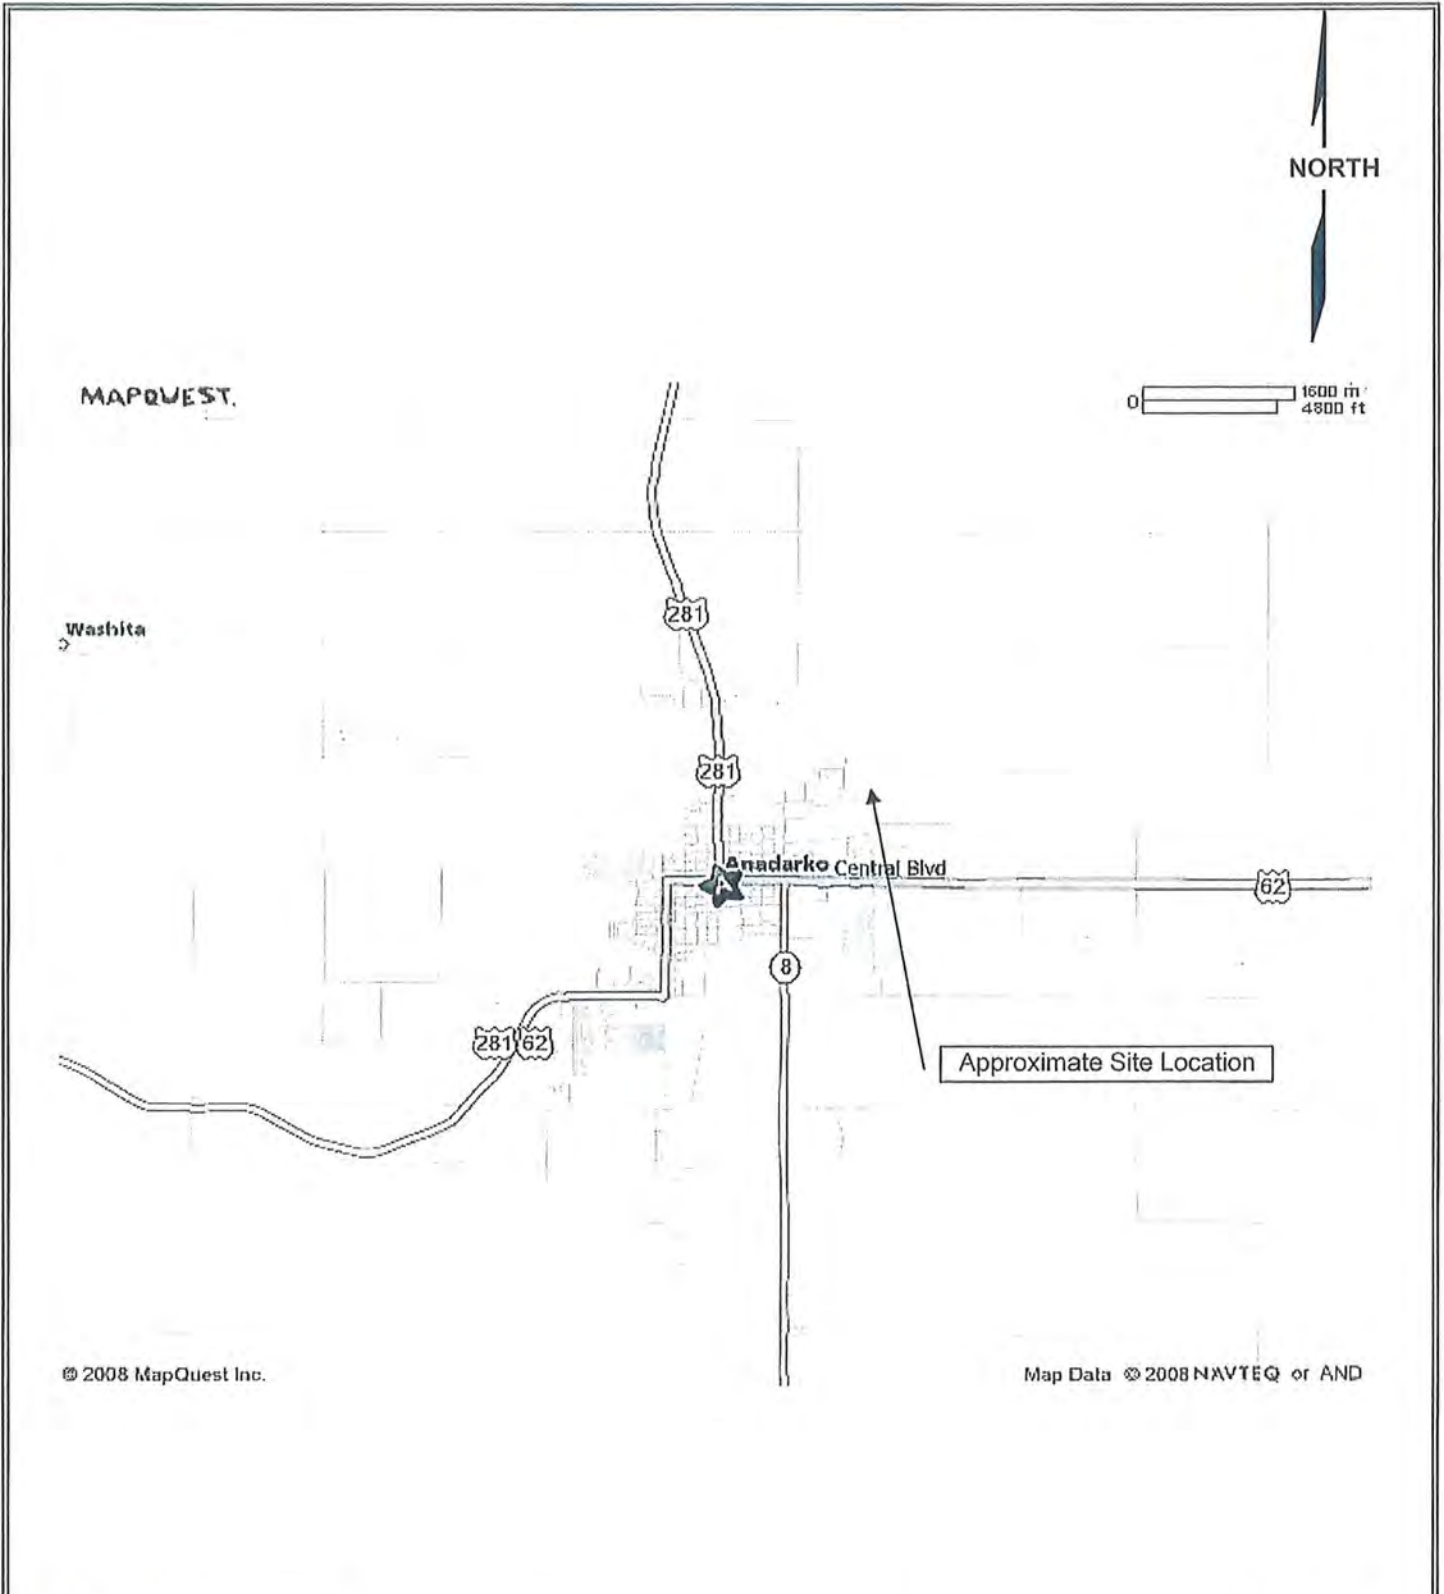 NORTH
MAPQUEST.
0
1600 m
4800 ft
281
Washita
281
Anadarko
Central Blvd
A
62
8
281
62
Approximate Site Location
© 2008 MapQuest Inc.
Map Data © 2008 NAVTEQ or AND